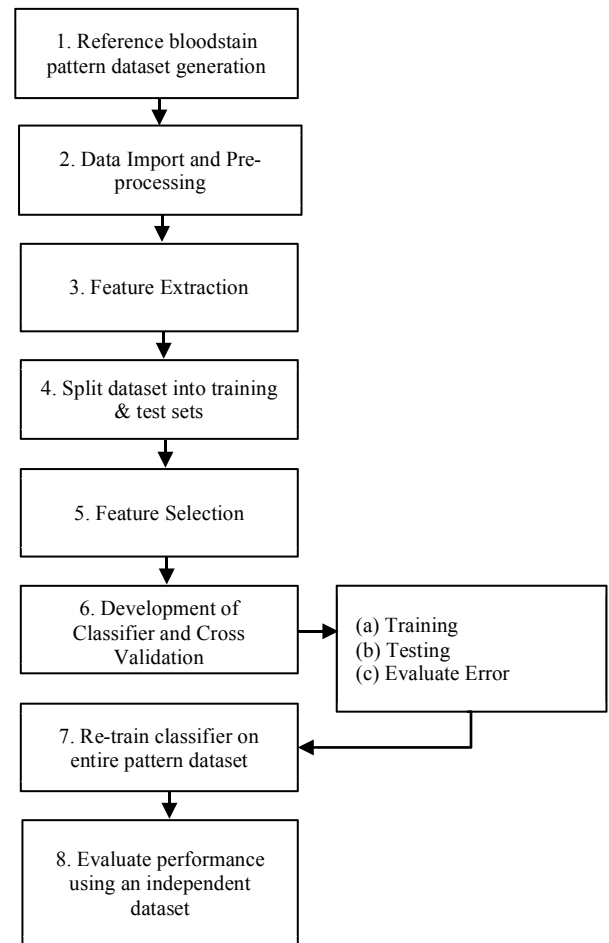 1. Reference bloodstain
pattern dataset generation
2. Data Import and Pre-
processing
3. Feature Extraction
4. Split dataset into training
& test sets
5. Feature Selection
6. Development of
Classifier and Cross
Validation
(a) Training
(b) Testing
(c) Evaluate Error
7. Re-train classifier on
entire pattern dataset
8. Evaluate performance
using an independent
dataset